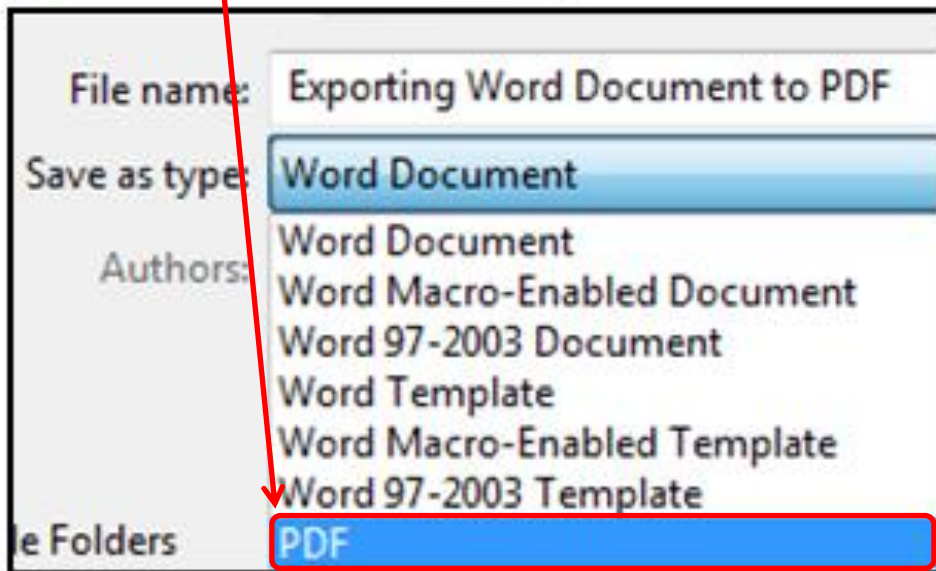 File name: Exporting Word Document to PDF
Save as type: Word Document
Authors:
Word Document
Word Macro-Enabled Document
Word 97-2003 Document
Word Template
Word Macro-Enabled Template
Word 97-2003 Template
le Folders PDF